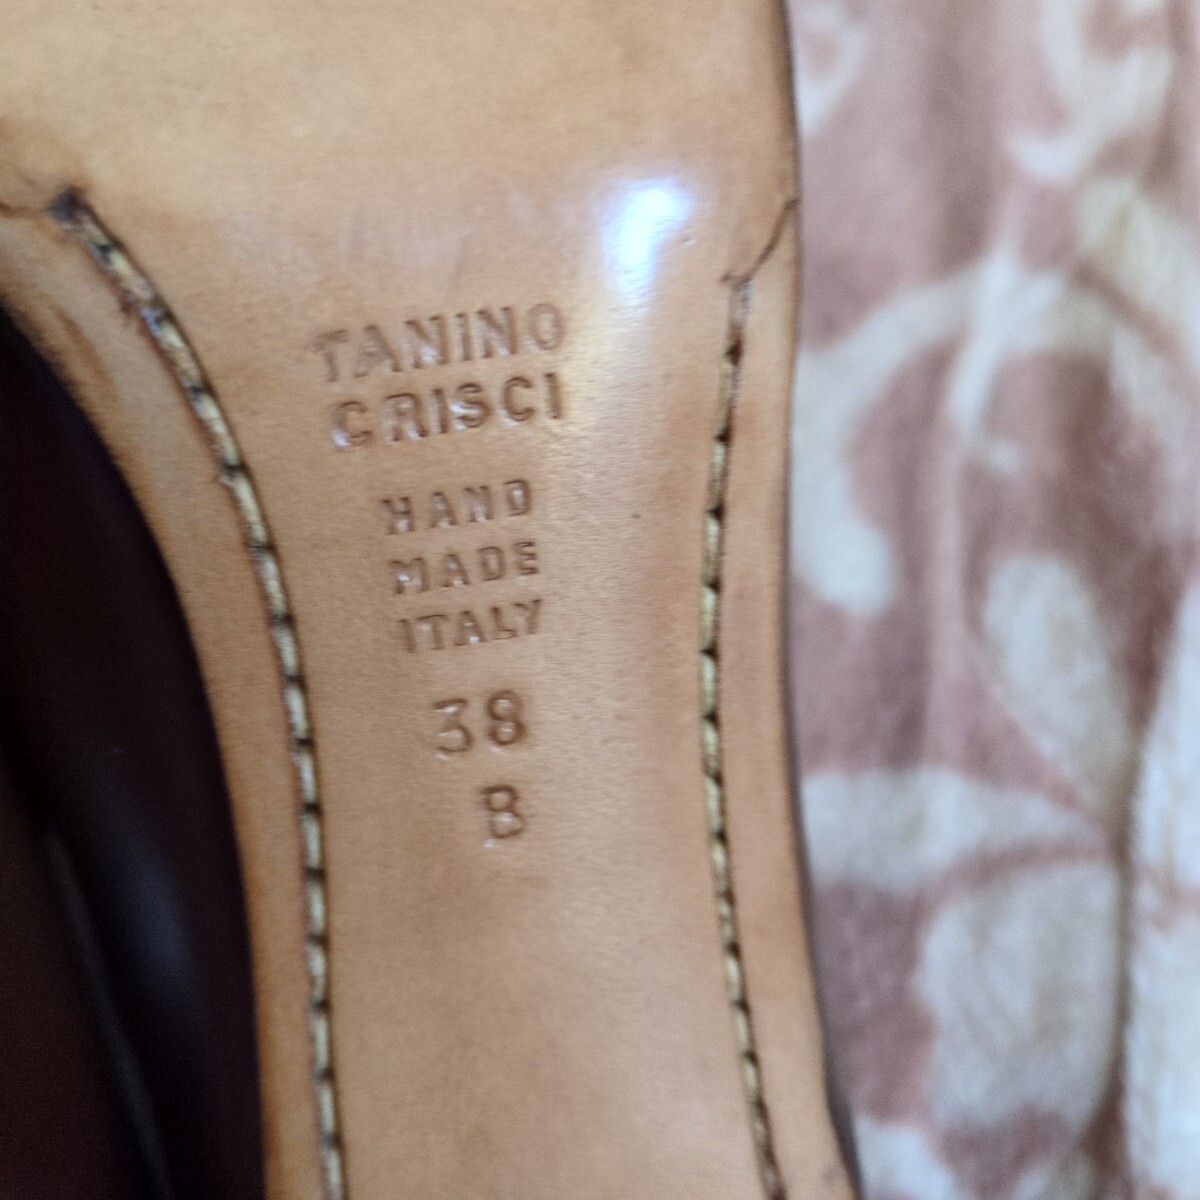 TANINO
CRISCI
HAND
MADE
ITALY
38
B